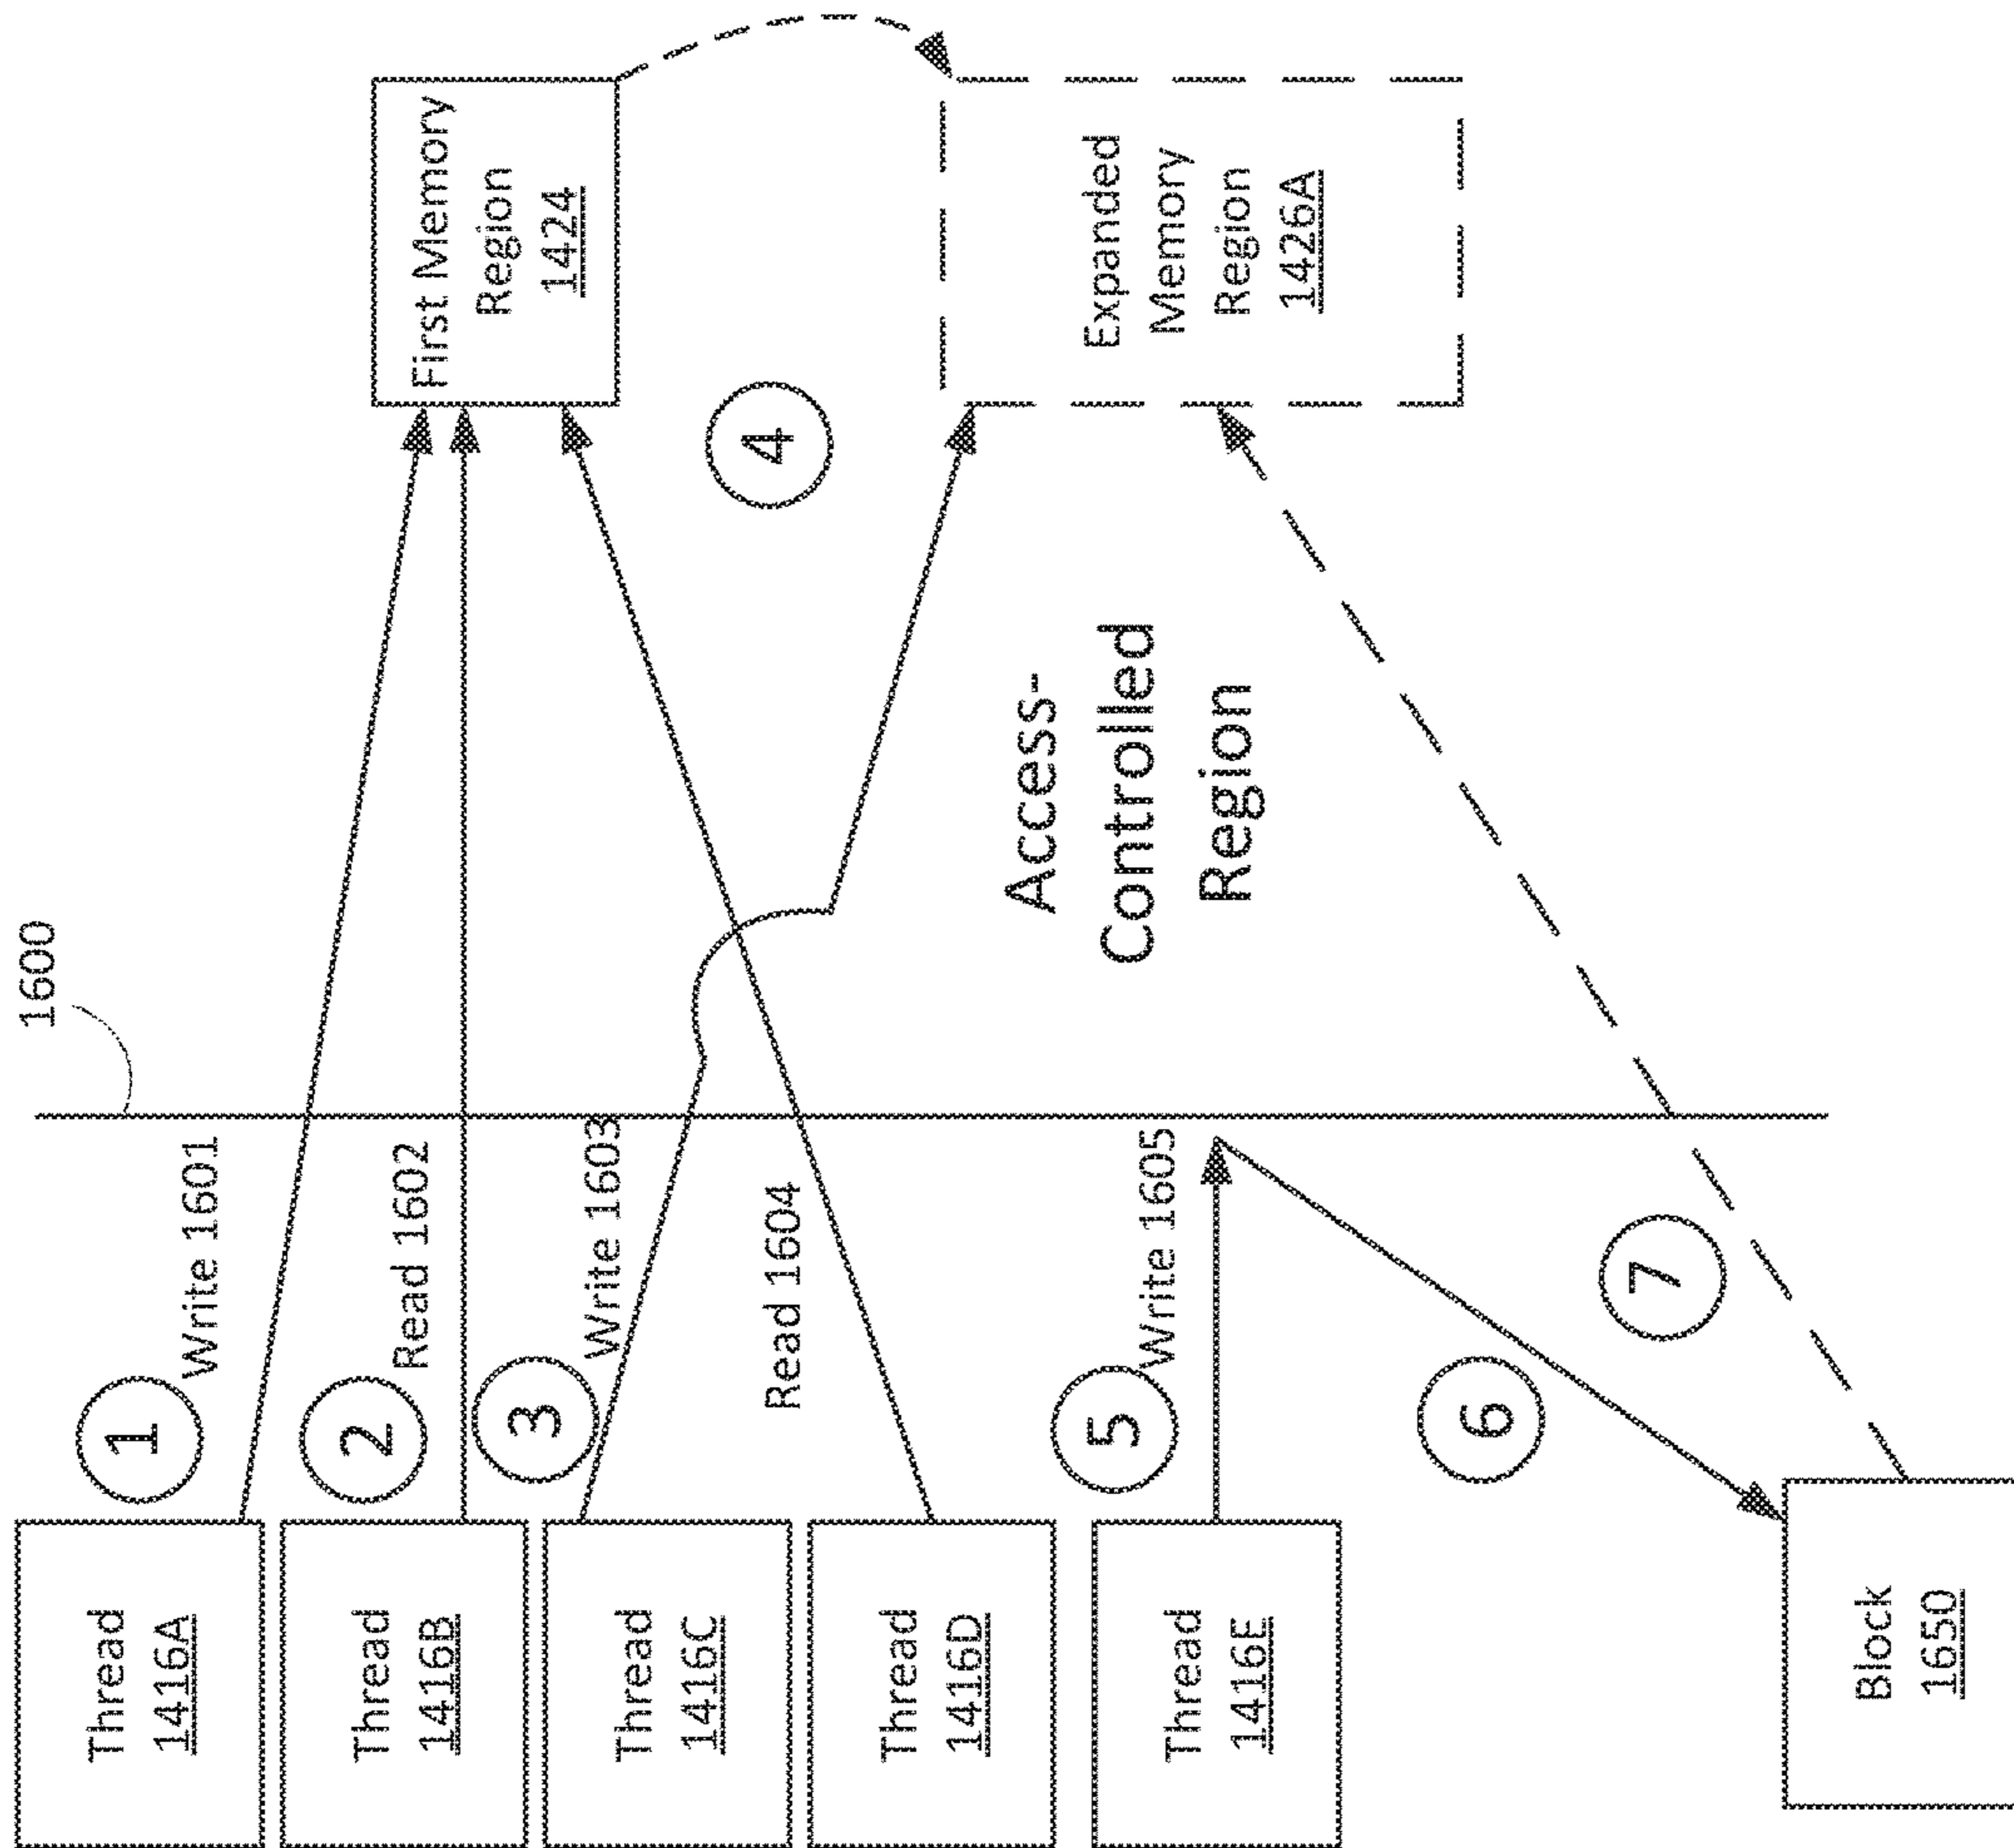 1600
Thread
1416A
1
Write 1601
First Memory
Region
1424
Thread
1416B
2
Read 1602
Thread
1416C
3
Write 1603
4
Thread
1416D
Read 1604
Access-
Controlled
Region
Expanded
Memory
Region
1426A
Thread
1416E
5
Write 1605
6
7
Block
1650